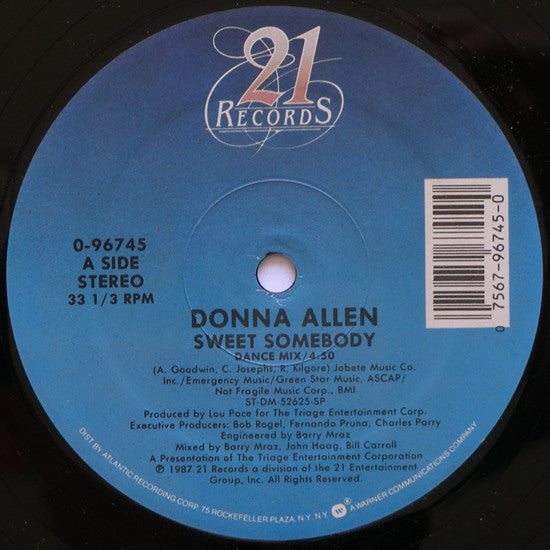 21
RECORDS
0-96745
A SIDE
STEREO
33 1/3 RPM
0 7567-96745-0
DONNA ALLEN
SWEET SOMEBODY
DANCE MIX/4:50
(A. Goodwin, C. Josephs, R. Kilgore) Jobete Music Co.
Inc./Emergency Music/Green Star Music, ASCAP/
Not Fragile Music Corp., BMI
ST-DM-52625-SP
Produced by Lou Pace for The Triage Entertainment Corp.
Executive Producers: Bob Rogel, Fernando Pruna, Charles Parry
Engineered by Barry Mraz
Mixed by Barry Mraz, John Haag, Bill Carroll
A Presentation of The Triage Entertainment Corporation
℗ 1987 21 Records a division of the 21 Entertainment
Group, Inc. All Rights Reserved.
DIST BY ATLANTIC RECORDING CORP. 75 ROCKEFELLER PLAZA, N.Y. N.Y. W ® A WARNER COMMUNICATIONS COMPANY